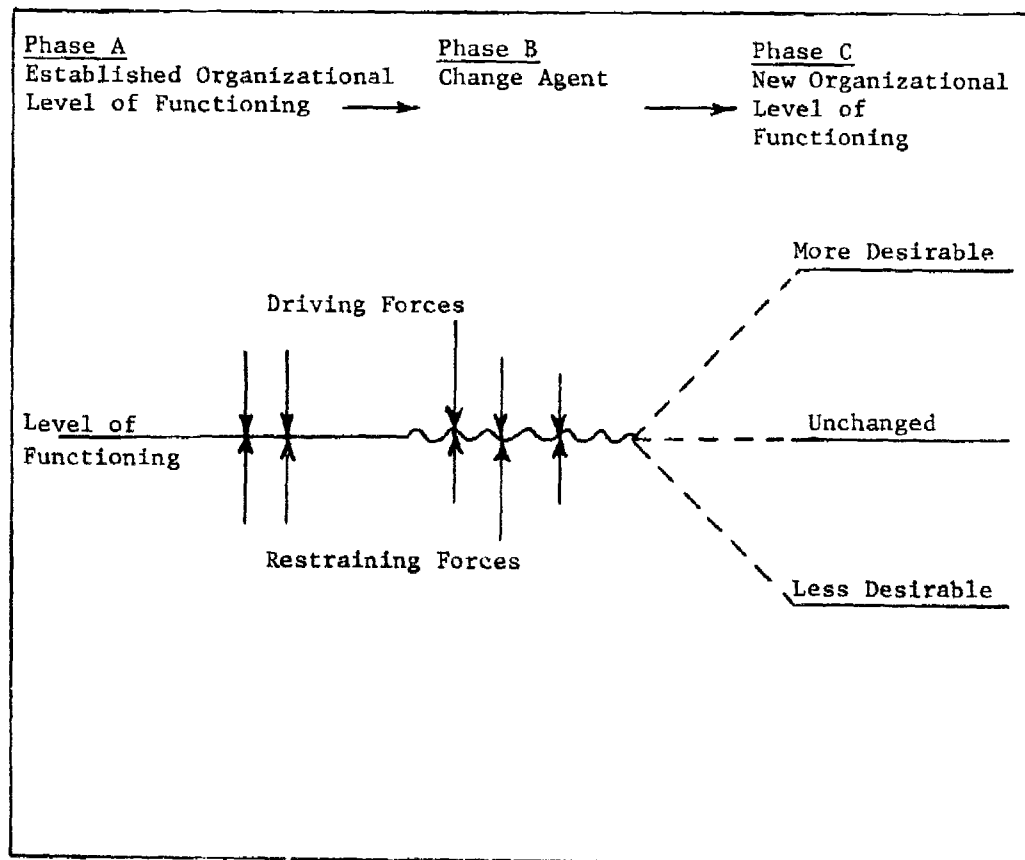 Phase A
Established Organizational
Level of Functioning
Phase B
Change Agent
Phase C
New Organizational
Level of
Functioning
More Desirable
Driving Forces
Level of
Functioning
Unchanged
Restraining Forces
Less Desirable